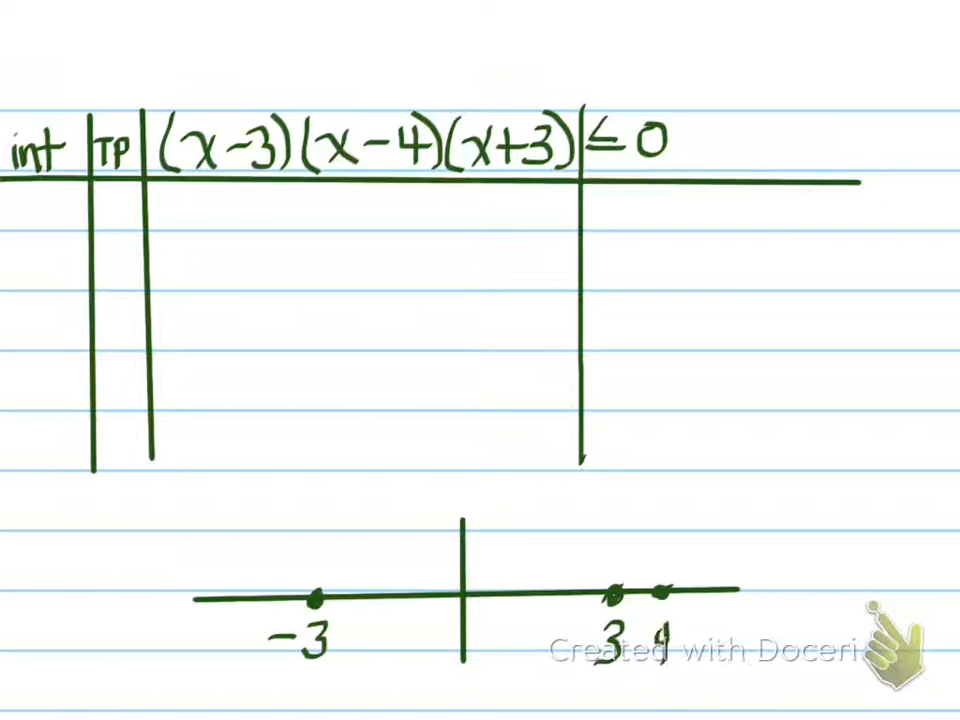 int TP (x-3)(x-4)(x+3) ≤ 0
-3 3 4
Created with Doceri